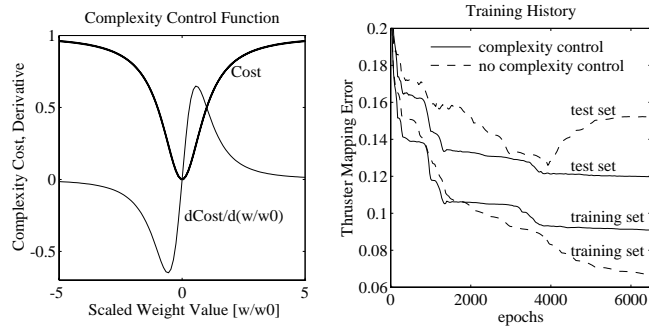 Complexity Control Function
Complexity Cost, Derivative
1
0.5
0
-0.5
Cost
dCost/d(w/w0)
-5
0
5
Scaled Weight Value [w/w0]
Training History
Thruster Mapping Error
0.2
0.18
0.16
0.14
0.12
0.1
0.08
0.06
complexity control
no complexity control
test set
test set
training set
training set
0
2000
4000
6000
epochs